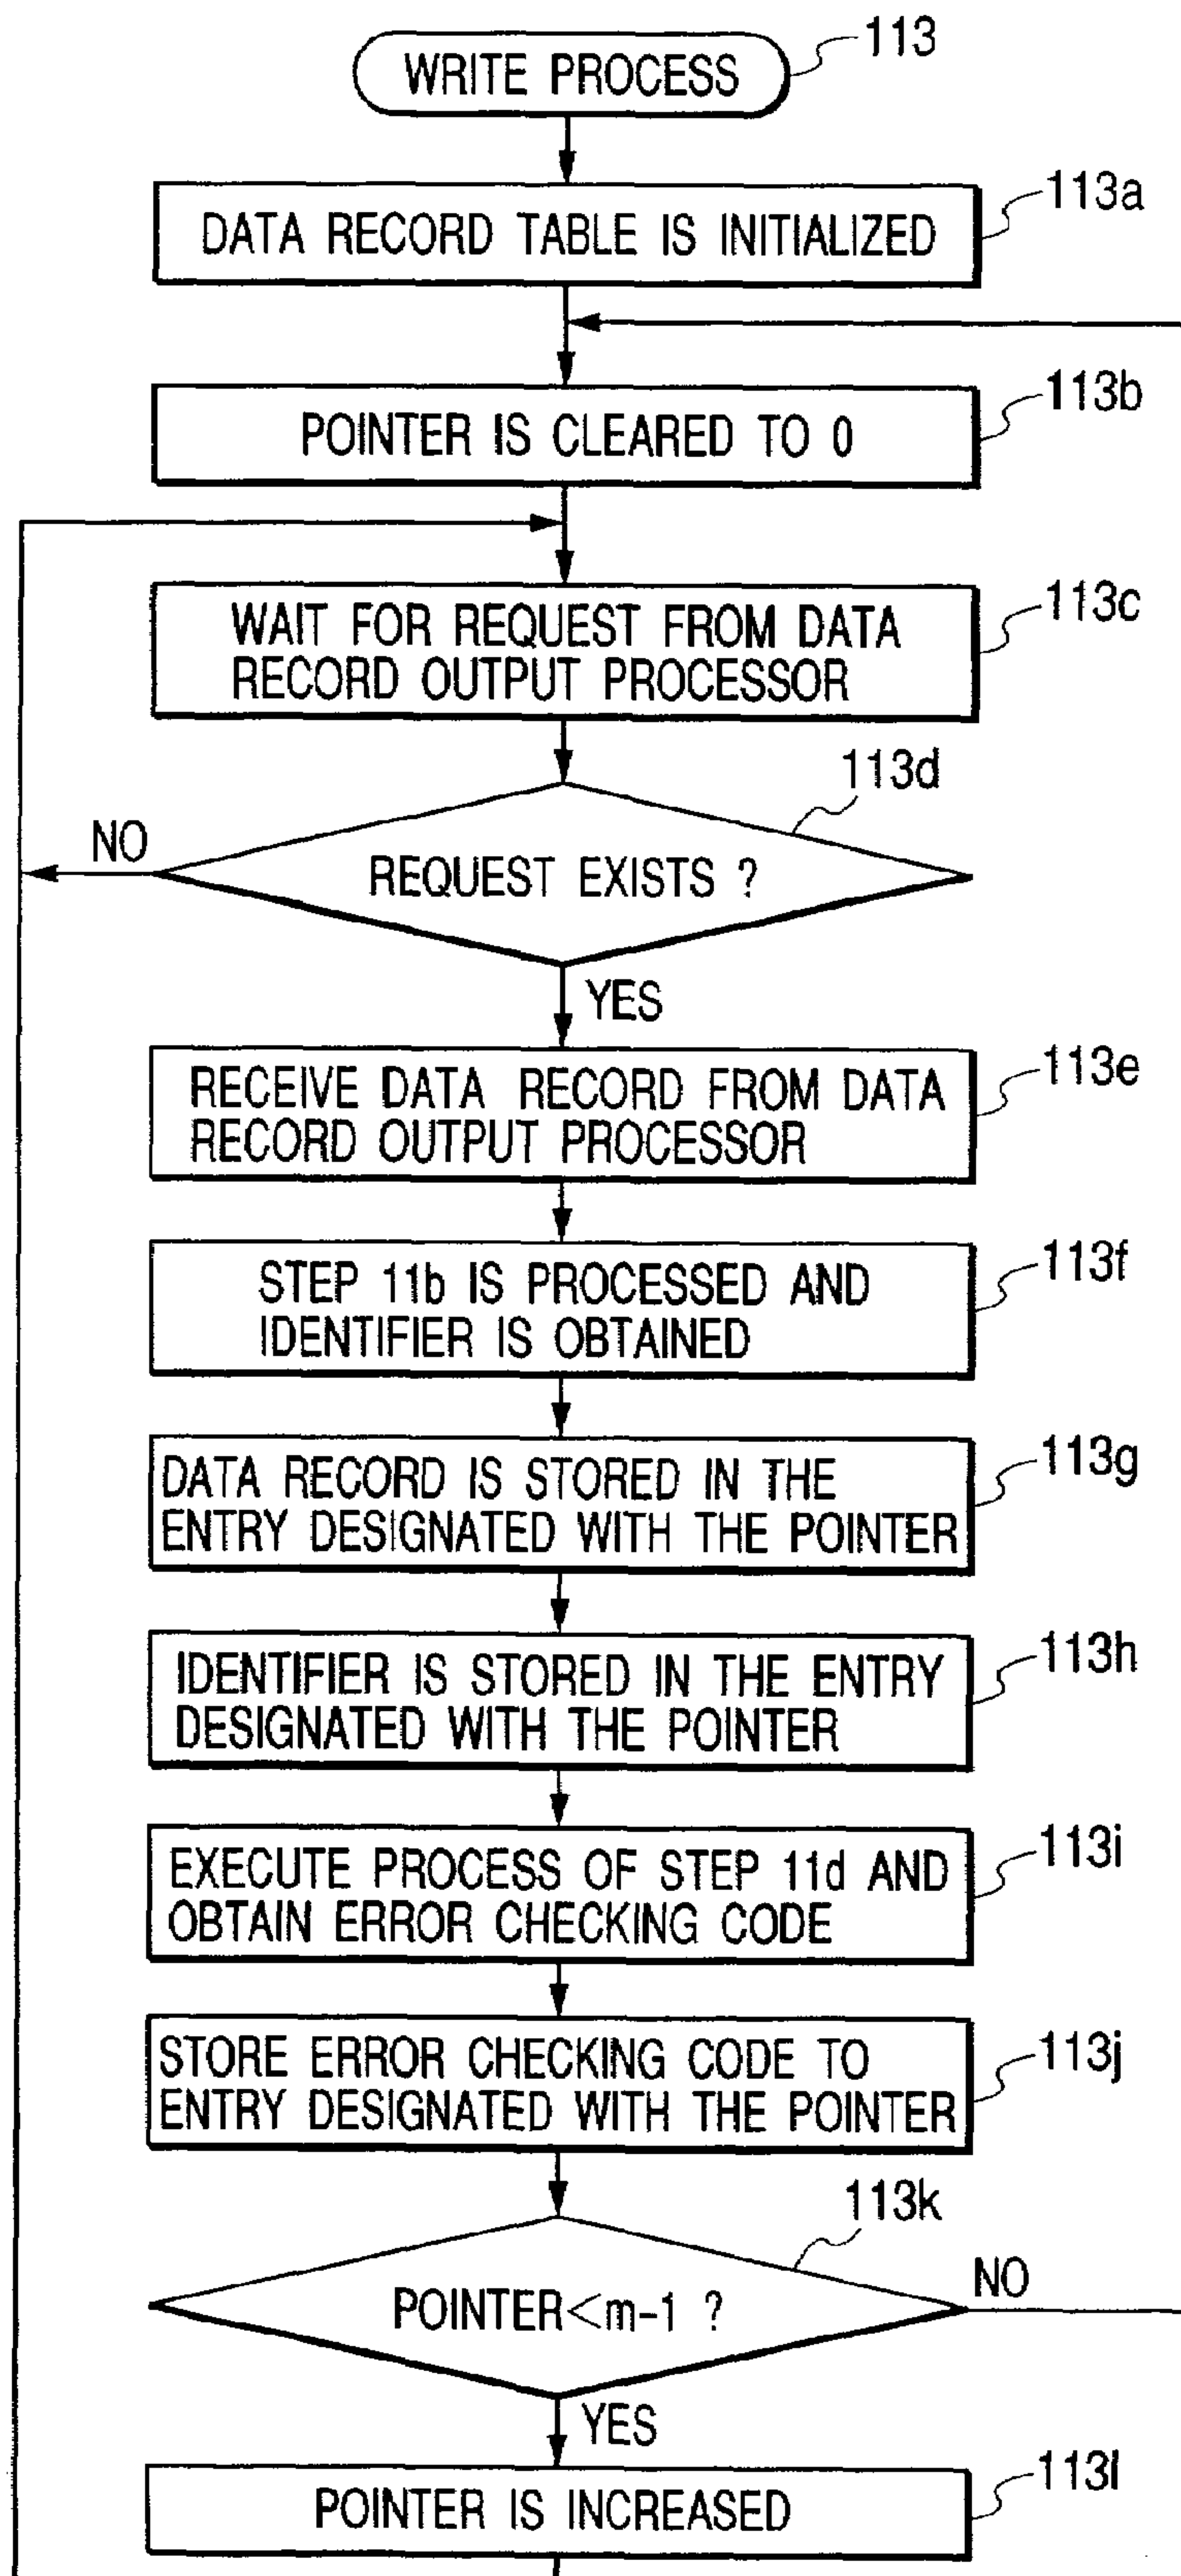 WRITE PROCESS
113
113a
DATA RECORD TABLE IS INITIALIZED
113b
POINTER IS CLEARED TO 0
113c
WAIT FOR REQUEST FROM DATA
RECORD OUTPUT PROCESSOR
113d
NO
REQUEST EXISTS ?
YES
113e
RECEIVE DATA RECORD FROM DATA
RECORD OUTPUT PROCESSOR
113f
STEP 11b IS PROCESSED AND
IDENTIFIER IS OBTAINED
113g
DATA RECORD IS STORED IN THE
ENTRY DESIGNATED WITH THE POINTER
113h
IDENTIFIER IS STORED IN THE ENTRY
DESIGNATED WITH THE POINTER
113i
EXECUTE PROCESS OF STEP 11d AND
OBTAIN ERROR CHECKING CODE
113j
STORE ERROR CHECKING CODE TO
ENTRY DESIGNATED WITH THE POINTER
113k
NO
POINTER<m-1 ?
YES
113l
POINTER IS INCREASED